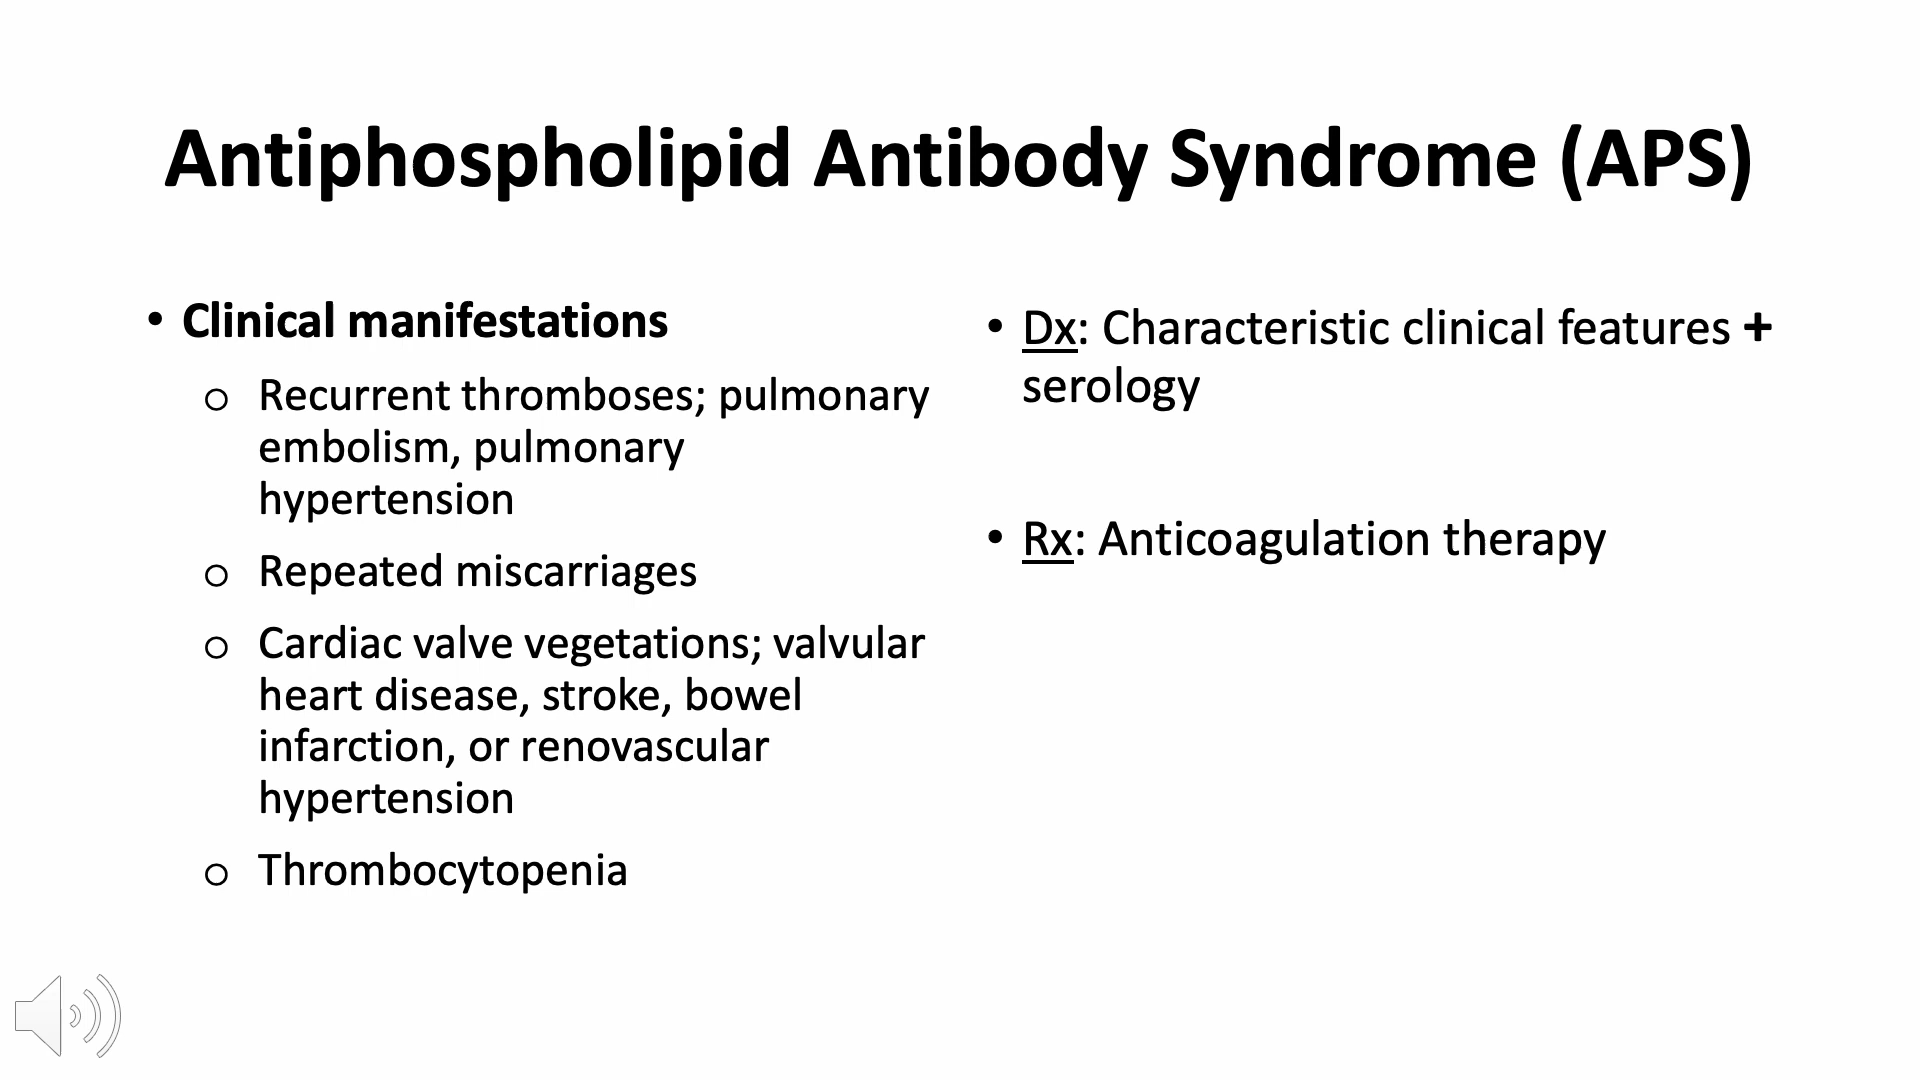 Antiphospholipid Antibody Syndrome (APS)
• Clinical manifestations
o Recurrent thromboses; pulmonary
embolism, pulmonary
hypertension
o Repeated miscarriages
o Cardiac valve vegetations; valvular
heart disease, stroke, bowel
infarction, or renovascular
hypertension
o Thrombocytopenia
• Dx: Characteristic clinical features +
serology
• Rx: Anticoagulation therapy